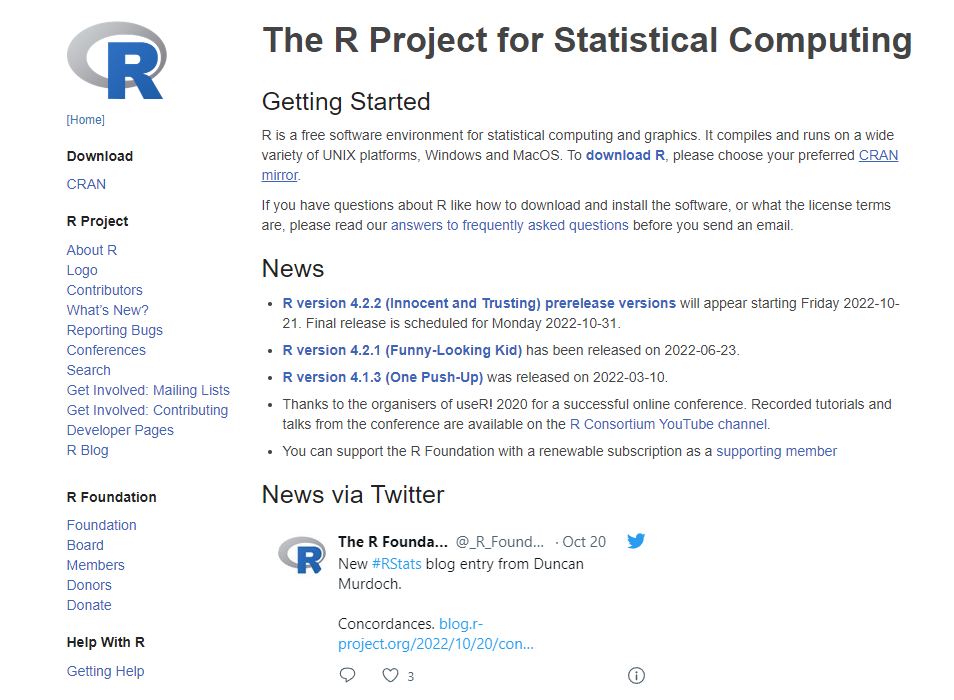 R
[Home]
Download
CRAN
R Project
About R
Logo
Contributors
What's New?
Reporting Bugs
Conferences
Search
Get Involved: Mailing Lists
Get Involved: Contributing
Developer Pages
R Blog
R Foundation
Foundation
Board
Members
Donors
Donate
Help With R
Getting Help
The R Project for Statistical Computing
Getting Started
R is a free software environment for statistical computing and graphics. It compiles and runs on a wide
variety of UNIX platforms, Windows and MacOS. To download R, please choose your preferred CRAN
mirror.
If you have questions about R like how to download and install the software, or what the license terms
are, please read our answers to frequently asked questions before you send an email.
News
• R version 4.2.2 (Innocent and Trusting) prerelease versions will appear starting Friday 2022-10-
21. Final release is scheduled for Monday 2022-10-31.
• R version 4.2.1 (Funny-Looking Kid) has been released on 2022-06-23.
• R version 4.1.3 (One Push-Up) was released on 2022-03-10.
• Thanks to the organisers of useR! 2020 for a successful online conference. Recorded tutorials and
talks from the conference are available on the R Consortium YouTube channel.
• You can support the R Foundation with a renewable subscription as a supporting member
News via Twitter
R
The R Founda... @_R_Found... · Oct 20
New #RStats blog entry from Duncan
Murdoch.
Concordances. blog.r-
project.org/2022/10/20/con...
3